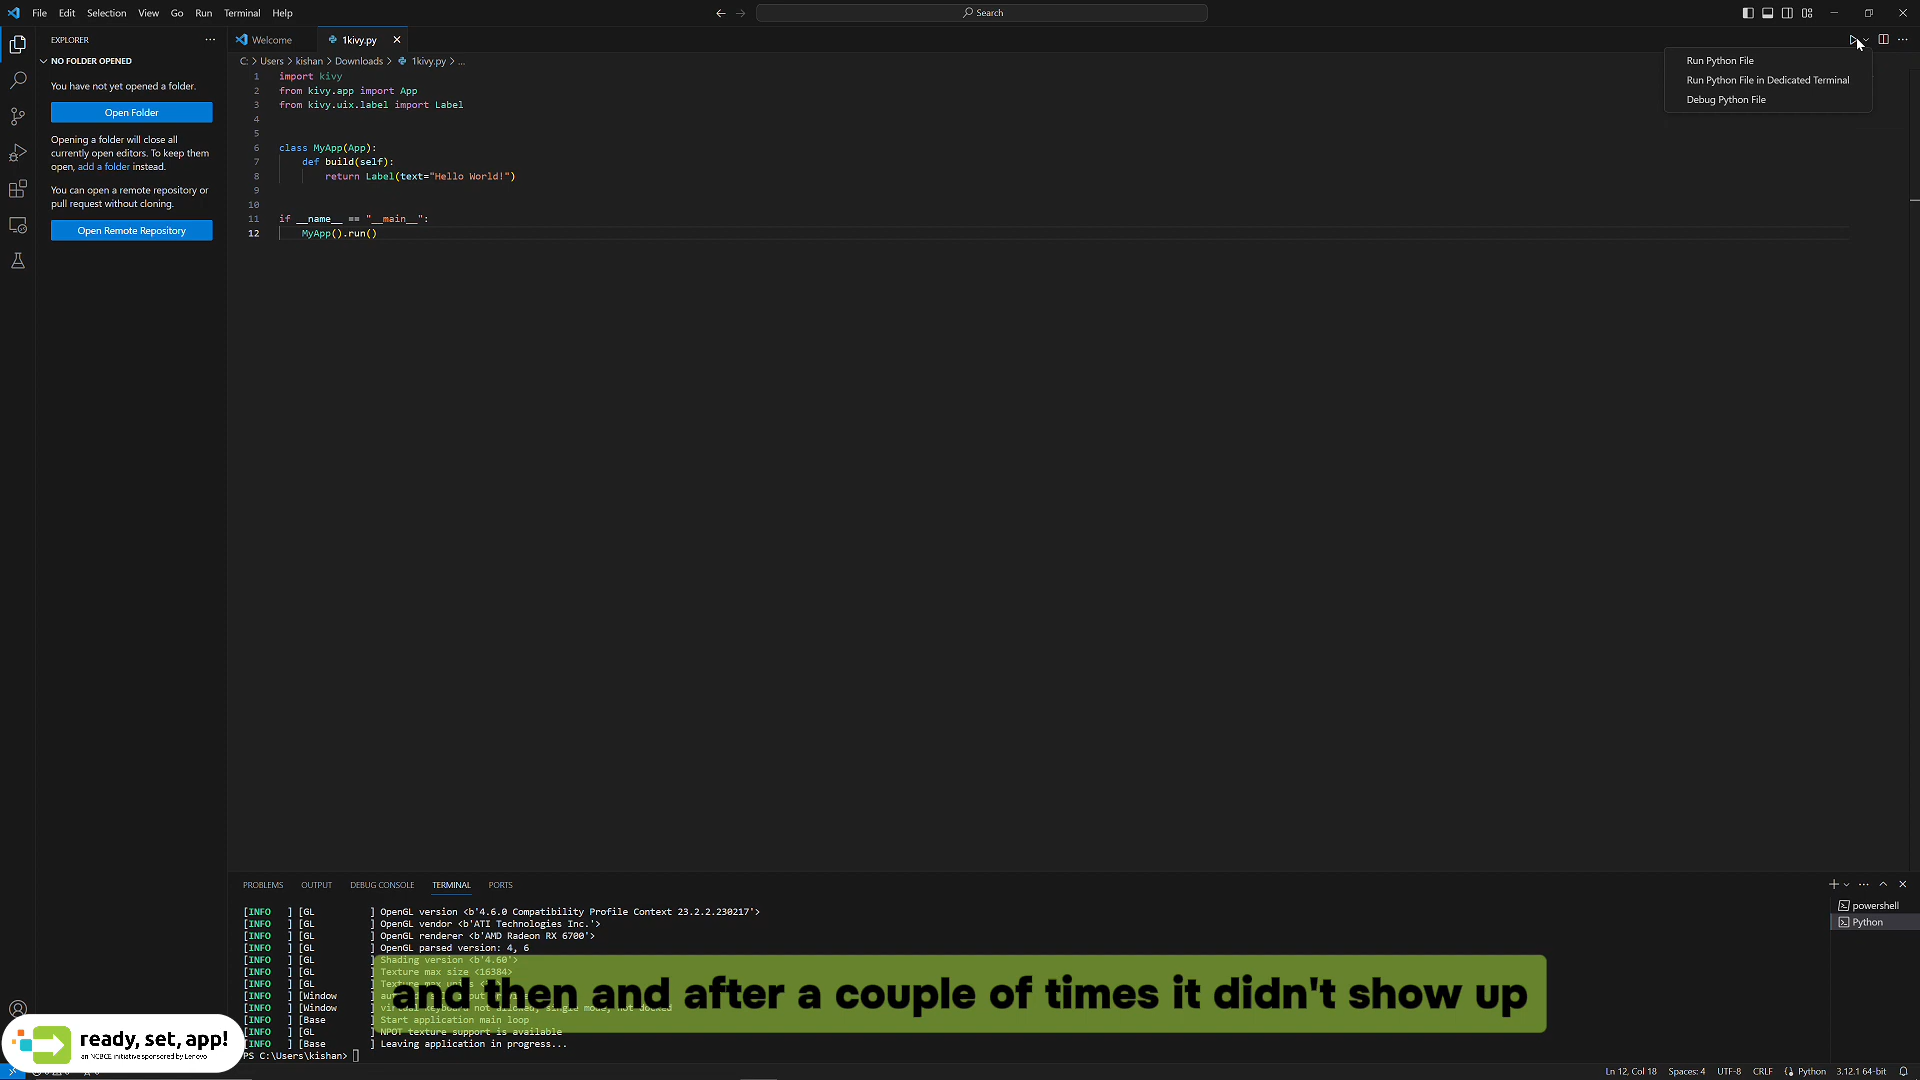 File Edit Selection View Go Run Terminal Help
Search
EXPLORER
NO FOLDER OPENED
You have not yet opened a folder.
Open Folder
Opening a folder will close all
currently open editors. To keep them
open, add a folder instead.
You can open a remote repository or
pull request without cloning.
Open Remote Repository
Welcome
1kivy.py
C: > Users > kishan > Downloads > 1kivy.py > ...
1 import kivy
2 from kivy.app import App
3 from kivy.uix.label import Label
4
5
6 class MyApp(App):
7 def build(self):
8 return Label(text="Hello World!")
9
10
11 if __name__ == "__main__":
12 MyApp().run()
Run Python File
Run Python File in Dedicated Terminal
Debug Python File
PROBLEMS OUTPUT DEBUG CONSOLE TERMINAL PORTS
powershell
Python
[INFO ] [GL ] OpenGL version <b'4.6.0 Compatibility Profile Context 23.2.2.230217'>
[INFO ] [GL ] OpenGL vendor <b'ATI Technologies Inc.'>
[INFO ] [GL ] OpenGL renderer <b'AMD Radeon RX 6700'>
[INFO ] [GL ] OpenGL parsed version: 4, 6
[INFO ] [GL ] Shading version <b'4.60'>
[INFO ] [GL ] Texture max size <16384>
[INFO ] [GL ] Texture max
[INFO ] [Window
[INFO ] [Window ] virtual keyboard not allowed, single mode, not docked
[INFO ] [Base ] Start application main loop
[INFO ] [GL ] NPOT texture support is available
[INFO ] [Base ] Leaving application in progress...
PS C:\Users\kishan>
and then and after a couple of times it didn't show up
ready, set, app!
an NCBCE initiative sponsored by Lenovo
Ln 12, Col 18 Spaces: 4 UTF-8 CRLF Python 3.12.1 64-bit